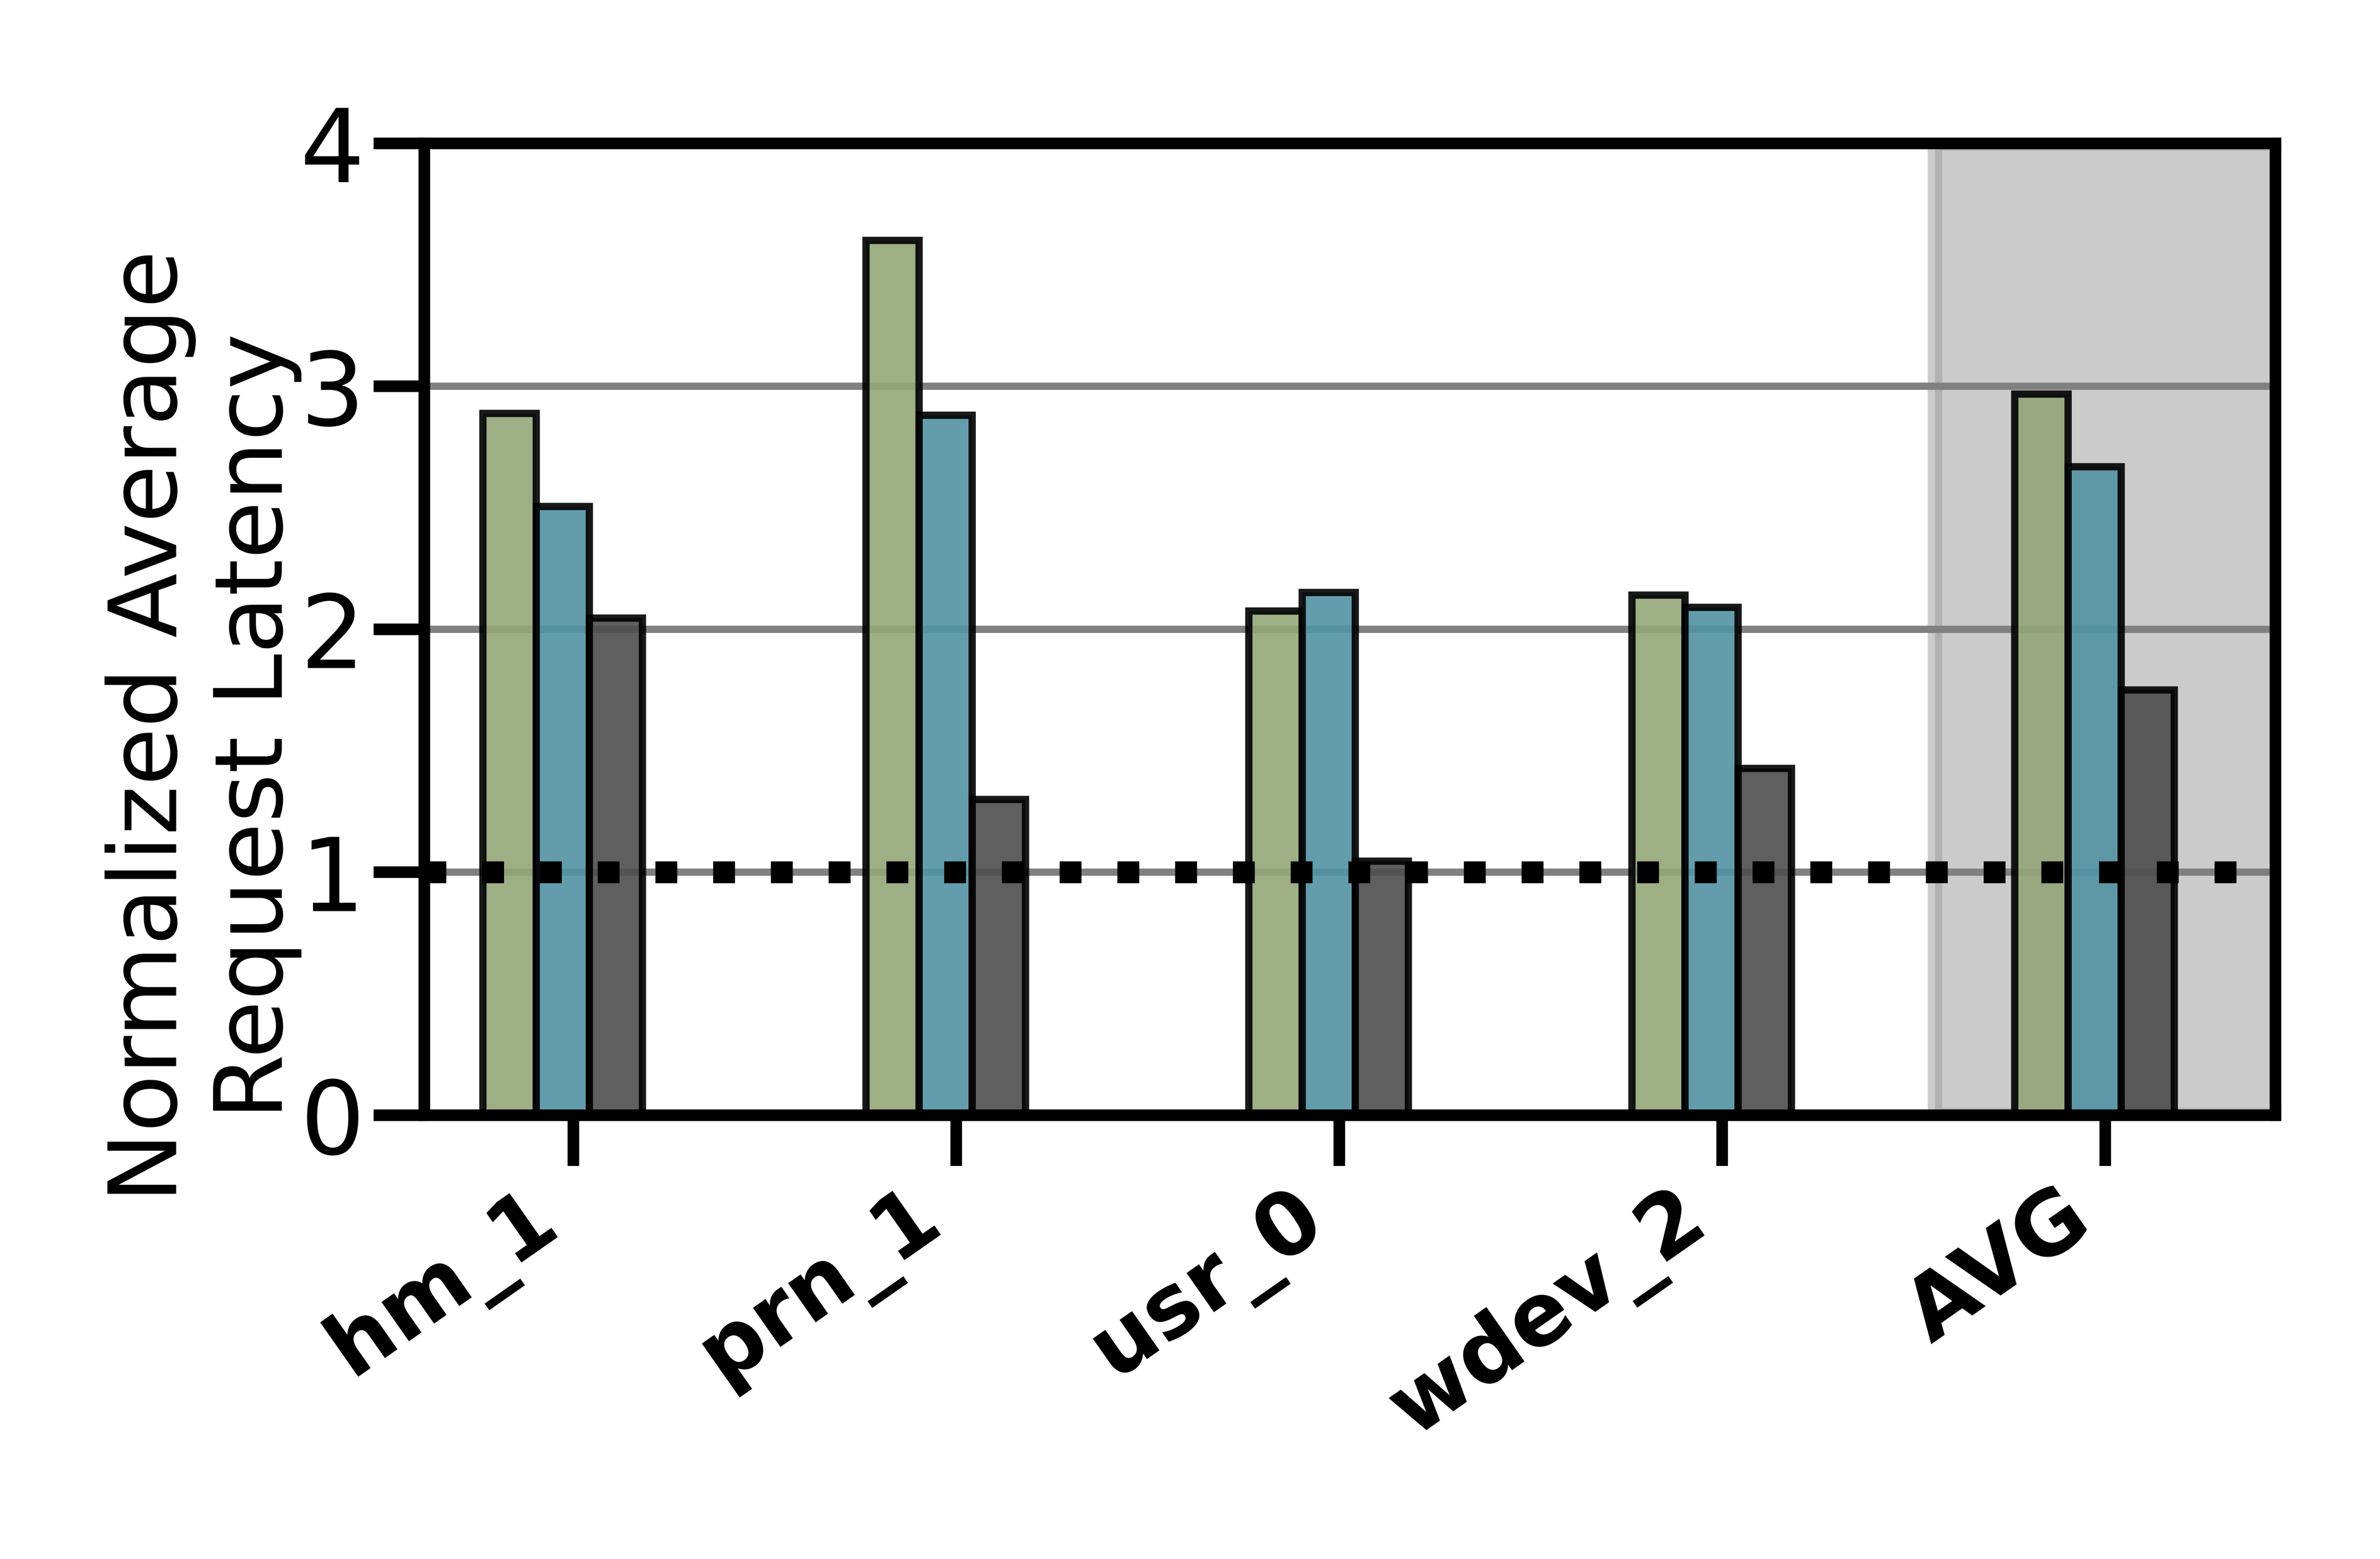 Normalized Average
Request Latency
4
3
2
1
0
hm_1
prn_1
usr_0
wdev_2
AVG